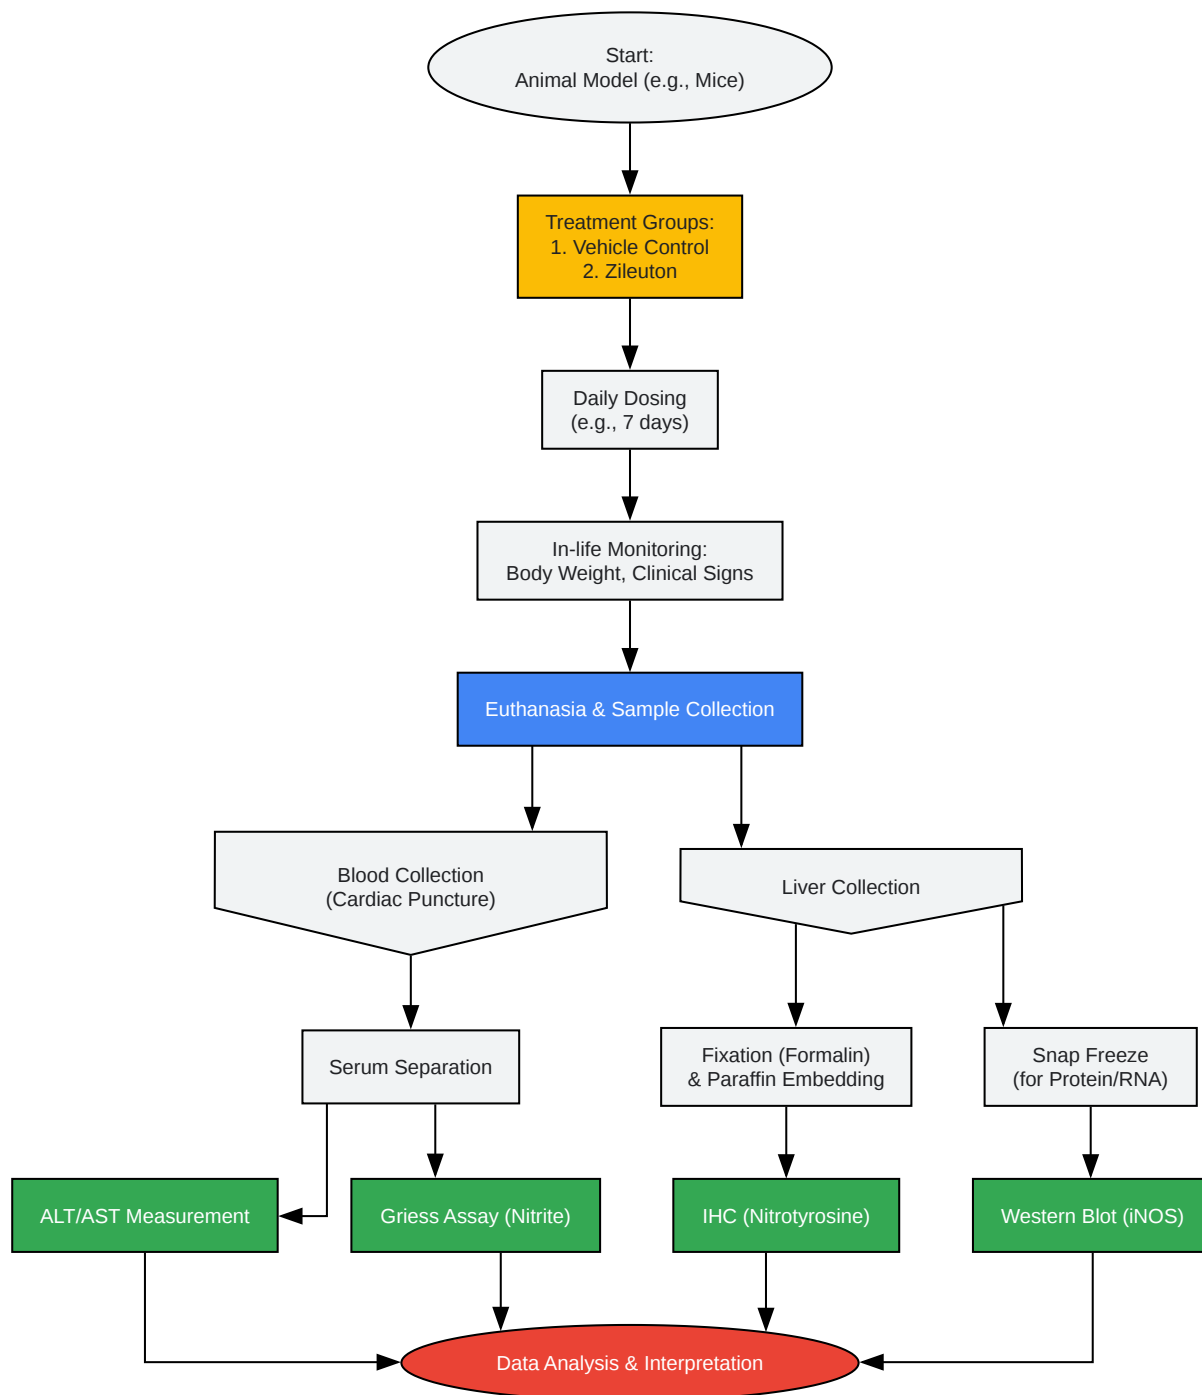 Start:
Animal Model (e.g., Mice)
Treatment Groups:
1. Vehicle Control
2. Zileuton
Daily Dosing
(e.g., 7 days)
In-life Monitoring:
Body Weight, Clinical Signs
Euthanasia & Sample Collection
Blood Collection
(Cardiac Puncture)
Liver Collection
Serum Separation
Fixation (Formalin)
& Paraffin Embedding
Snap Freeze
(for Protein/RNA)
ALT/AST Measurement
Griess Assay (Nitrite)
IHC (Nitrotyrosine)
Western Blot (iNOS)
Data Analysis & Interpretation